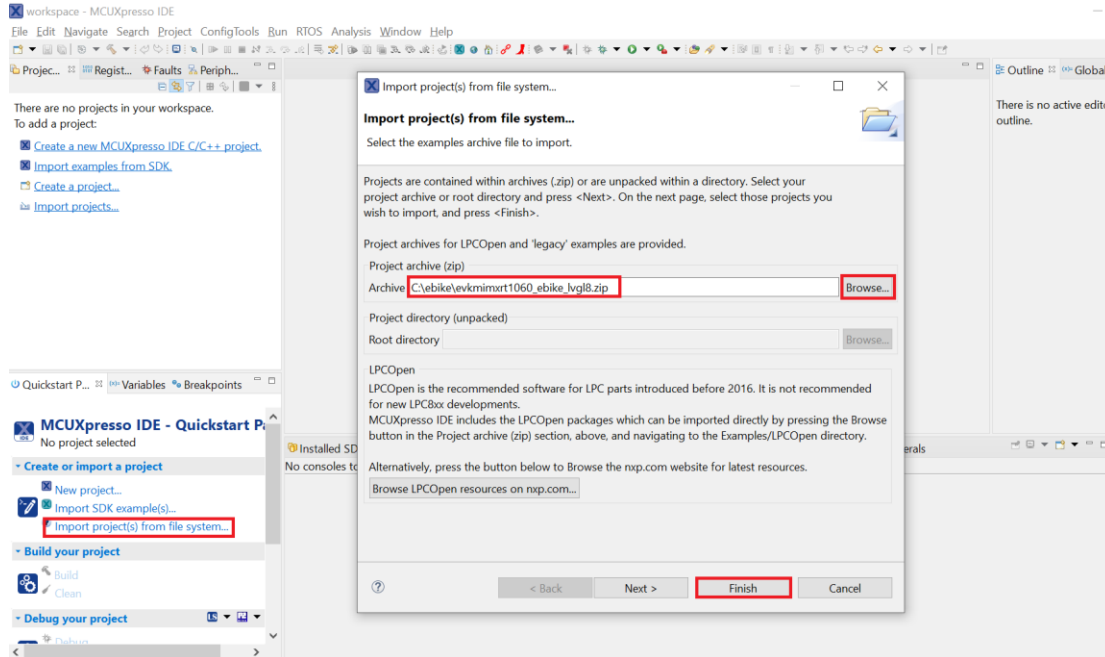 workspace - MCUXpresso IDE
File Edit Navigate Search Project ConfigTools Run RTOS Analysis Window Help
Projec... Regist... Faults Periph...
There are no projects in your workspace.
To add a project:
Create a new MCUXpresso IDE C/C++ project.
Import examples from SDK.
Create a project...
Import projects...
Outline Global
There is no active edito
outline.
Import project(s) from file system...
Import project(s) from file system...
Select the examples archive file to import.
Projects are contained within archives (.zip) or are unpacked within a directory. Select your
project archive or root directory and press <Next>. On the next page, select those projects you
wish to import, and press <Finish>.
Project archives for LPCOpen and 'legacy' examples are provided.
Project archive (zip)
Archive C:\ebike\evkmimxrt1060_ebike_lvgl8.zip Browse...
Project directory (unpacked)
Root directory Browse...
LPCOpen
LPCOpen is the recommended software for LPC parts introduced before 2016. It is not recommended
for new LPC8xx developments.
MCUXpresso IDE includes the LPCOpen packages which can be imported directly by pressing the Browse
button in the Project archive (zip) section, above, and navigating to the Examples/LPCOpen directory.
Alternatively, press the button below to Browse the nxp.com website for latest resources.
Browse LPCOpen resources on nxp.com...
< Back Next > Finish Cancel
Quickstart P... Variables Breakpoints
IDE MCUXpresso IDE - Quickstart Pa
No project selected
Create or import a project
New project...
Import SDK example(s)...
Import project(s) from file system...
Build your project
Build
Clean
Debug your project
Debug
Installed SD
No consoles to
erals